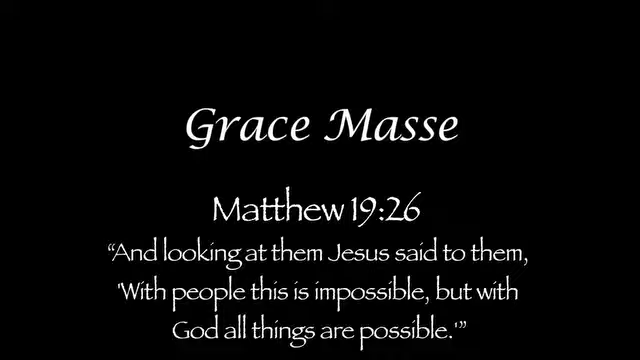 Grace Masse
Matthew 19:26
“And looking at them Jesus said to them,
'With people this is impossible, but with
God all things are possible.'”